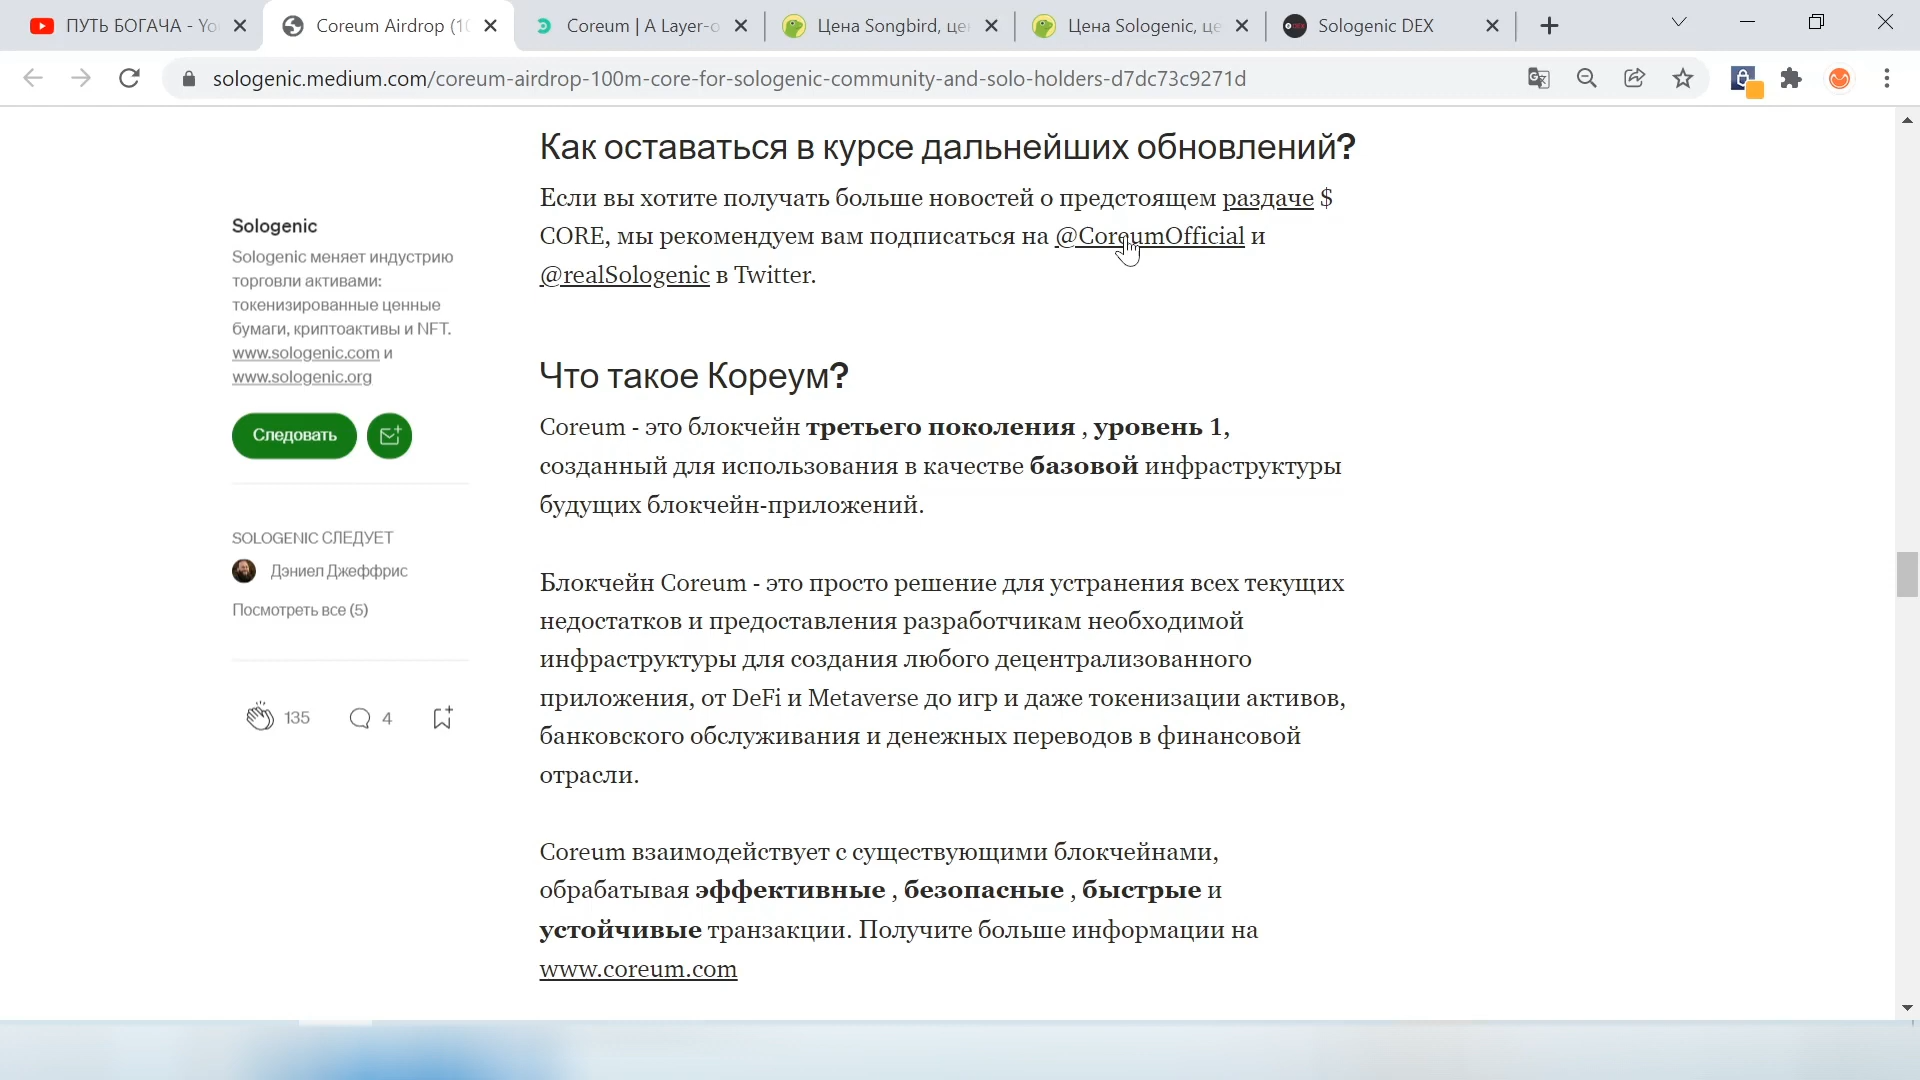 ПУТЬ БОГАЧА - Yo
Coreum Airdrop (1
Coreum | A Layer-o
Цена Songbird, це
Цена Sologenic, це
Sologenic DEX
sologenic.medium.com/coreum-airdrop-100m-core-for-sologenic-community-and-solo-holders-d7dc73c9271d
Как оставаться в курсе дальнейших обновлений?
Если вы хотите получать больше новостей о предстоящем раздаче $
CORE, мы рекомендуем вам подписаться на @CoreumOfficial и
@realSologenic в Twitter.
Sologenic
Sologenic меняет индустрию
торговли активами:
токенизированные ценные
бумаги, криптоактивы и NFT.
www.sologenic.com и
www.sologenic.org
Следовать
SOLOGENIC СЛЕДУЕТ
Дэниел Джеффрис
Посмотреть все (5)
135
4
Что такое Кореум?
Coreum - это блокчейн третьего поколения , уровень 1,
созданный для использования в качестве базовой инфраструктуры
будущих блокчейн-приложений.
Блокчейн Coreum - это просто решение для устранения всех текущих
недостатков и предоставления разработчикам необходимой
инфраструктуры для создания любого децентрализованного
приложения, от DeFi и Metaverse до игр и даже токенизации активов,
банковского обслуживания и денежных переводов в финансовой
отрасли.
Coreum взаимодействует с существующими блокчейнами,
обрабатывая эффективные , безопасные , быстрые и
устойчивые транзакции. Получите больше информации на
www.coreum.com